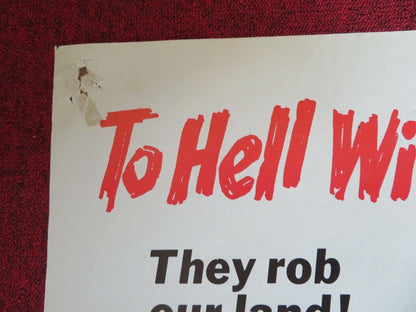 To Hell Wi
They rob
our land!